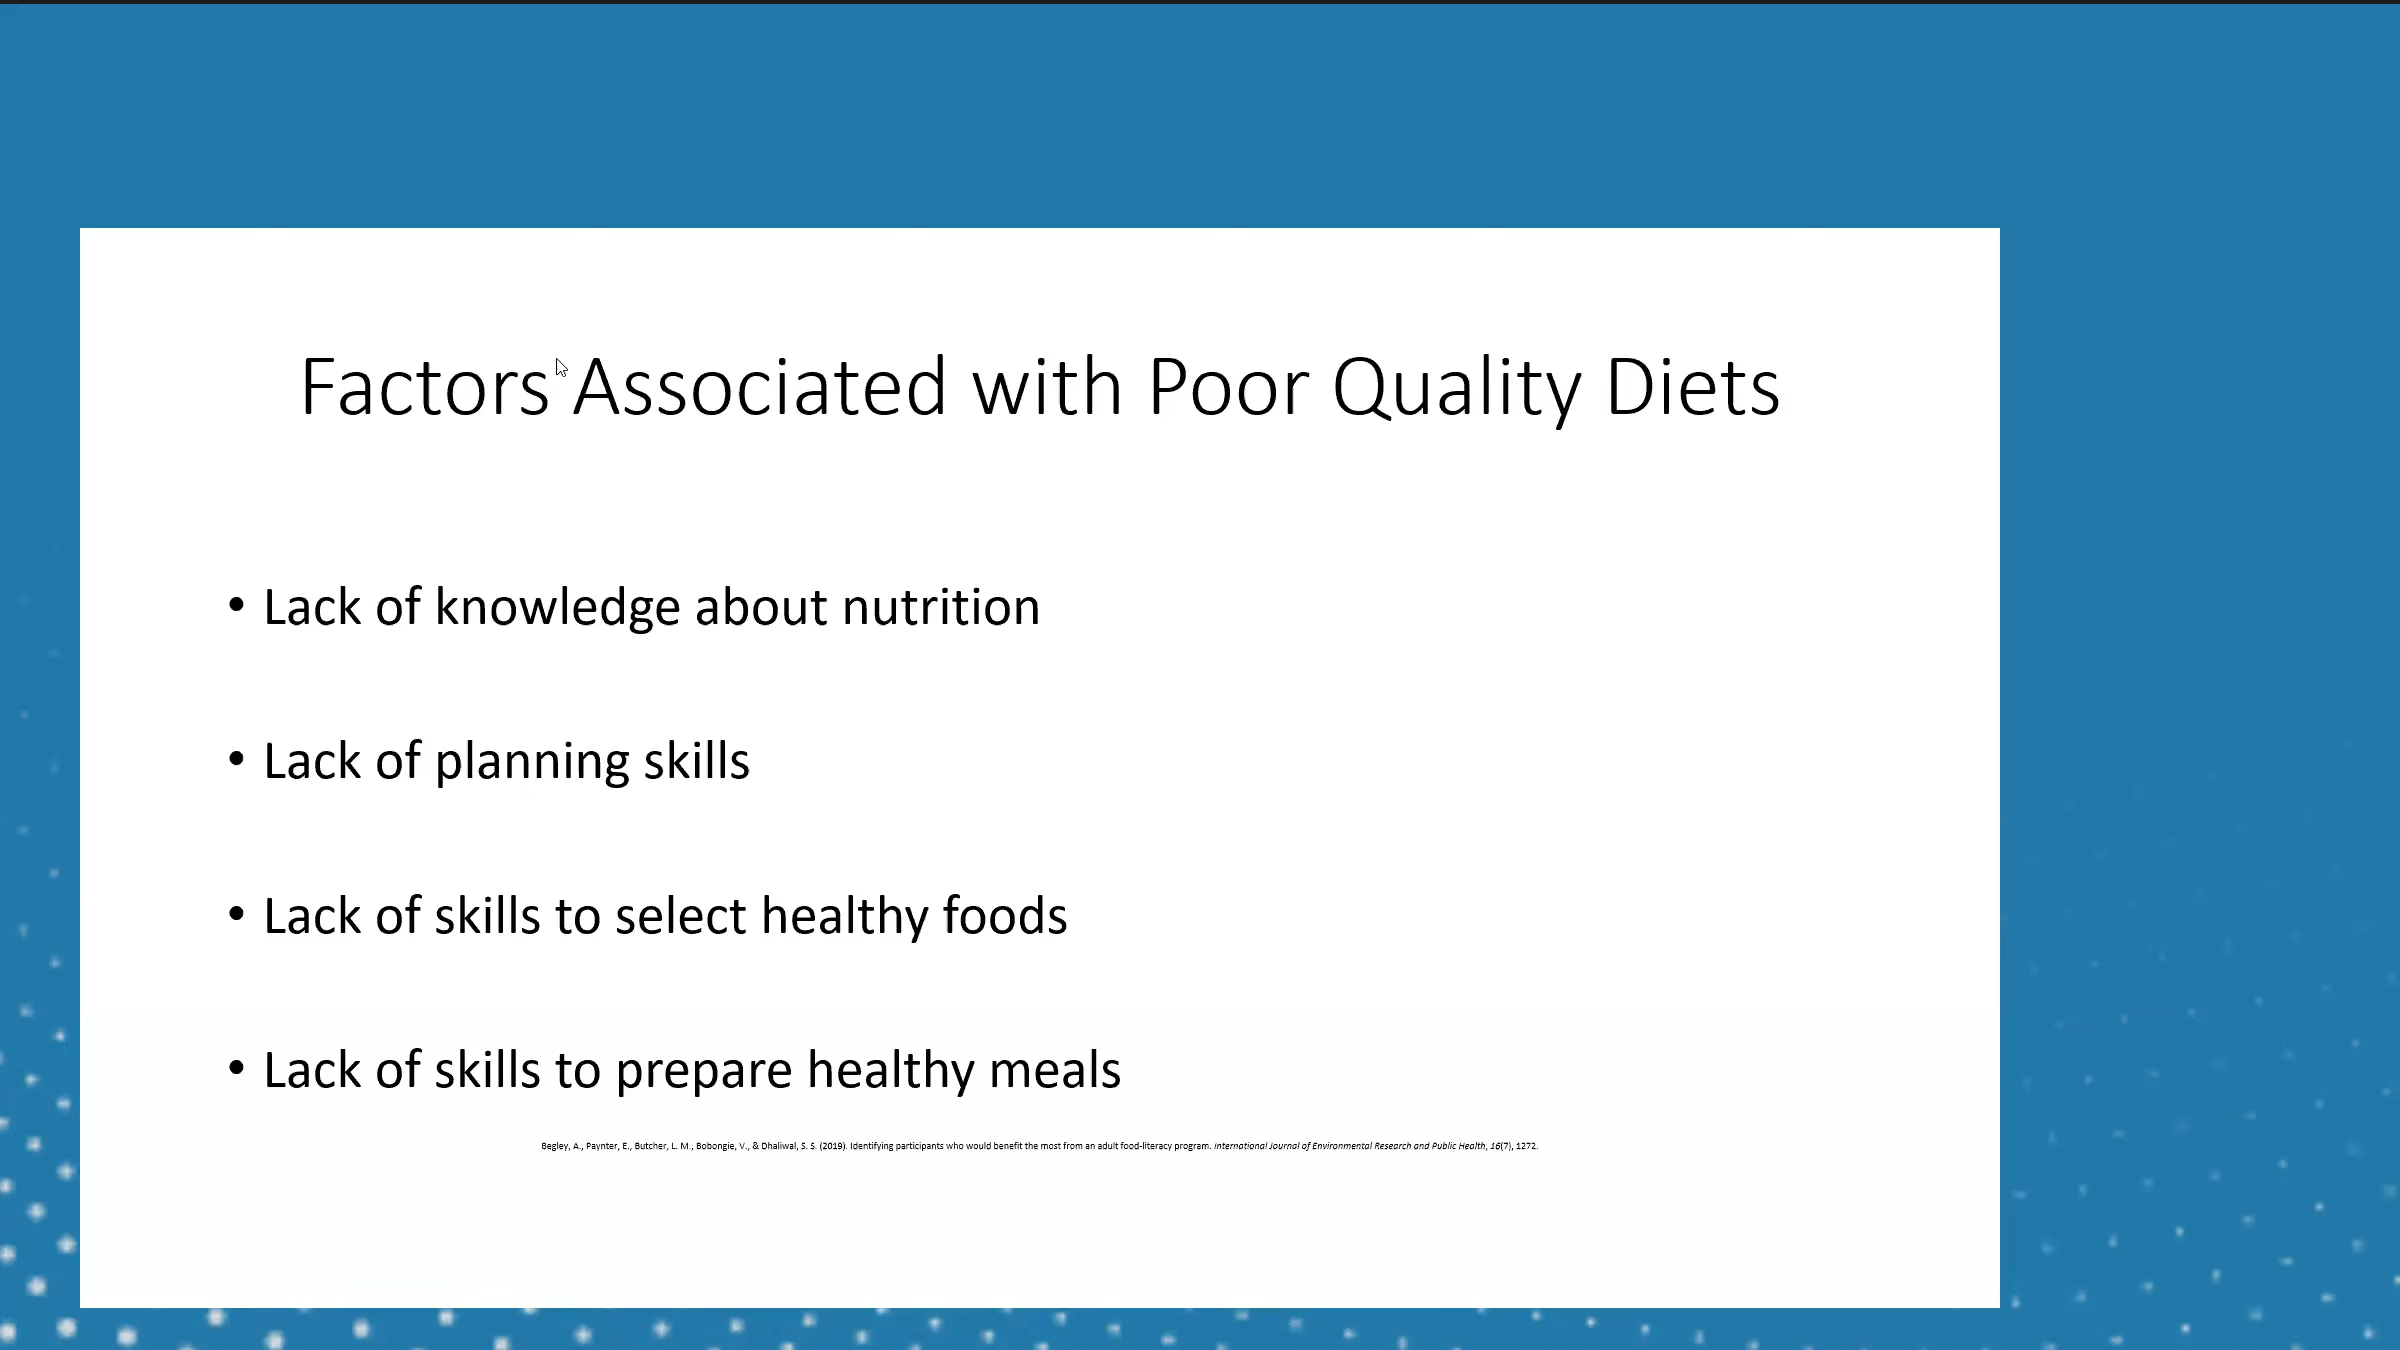 Factors Associated with Poor Quality Diets
• Lack of knowledge about nutrition
• Lack of planning skills
• Lack of skills to select healthy foods
• Lack of skills to prepare healthy meals
Begley, A., Paynter, E., Butcher, L. M., Bobongie, V., & Dhaliwal, S. S. (2019). Identifying participants who would benefit the most from an adult food-literacy program. International Journal of Environmental Research and Public Health, 16(7), 1272.